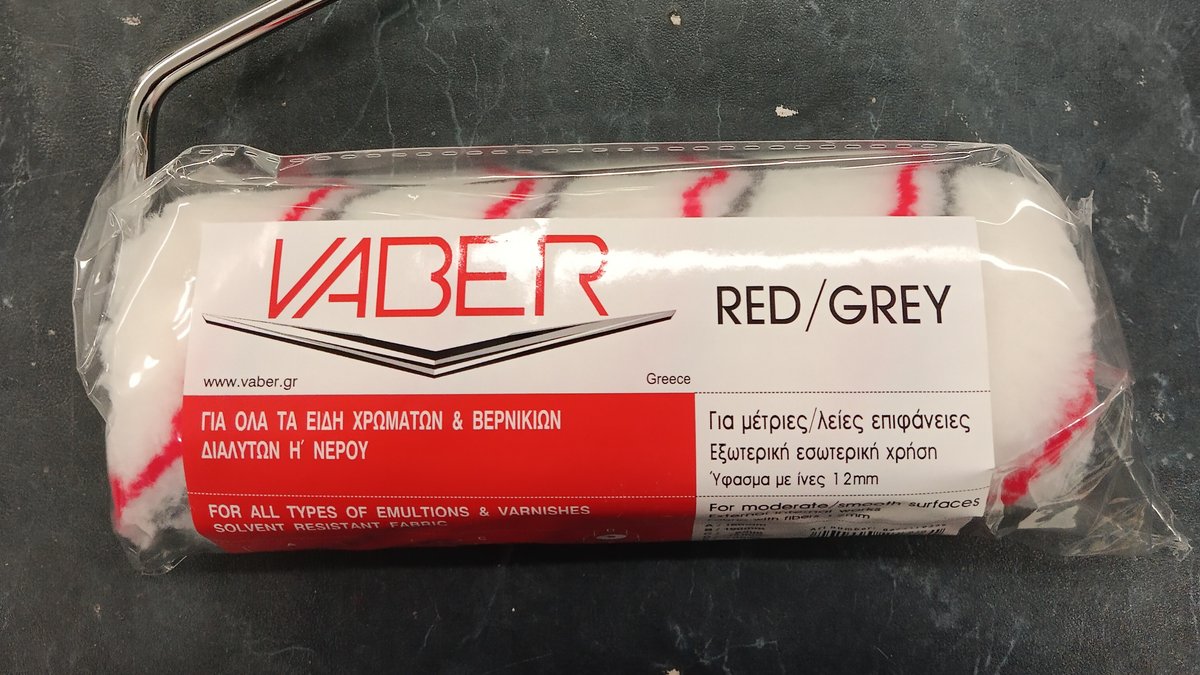 VABER
RED/GREY
www.vaber.gr
Greece
ΓΙΑ ΟΛΑ ΤΑ ΕΙΔΗ ΧΡΩΜΑΤΩΝ & ΒΕΡΝΙΚΙΩΝ
ΔΙΑΛΥΤΩΝ Η΄ ΝΕΡΟΥ
Για μέτριες/λείες επιφάνειες
Εξωτερική εσωτερική χρήση
Ύφασμα με ίνες 12mm
FOR ALL TYPES OF EMULTIONS & VARNISHES
SOLVENT RESISTANT FABRIC
For moderate/smooth surfaces